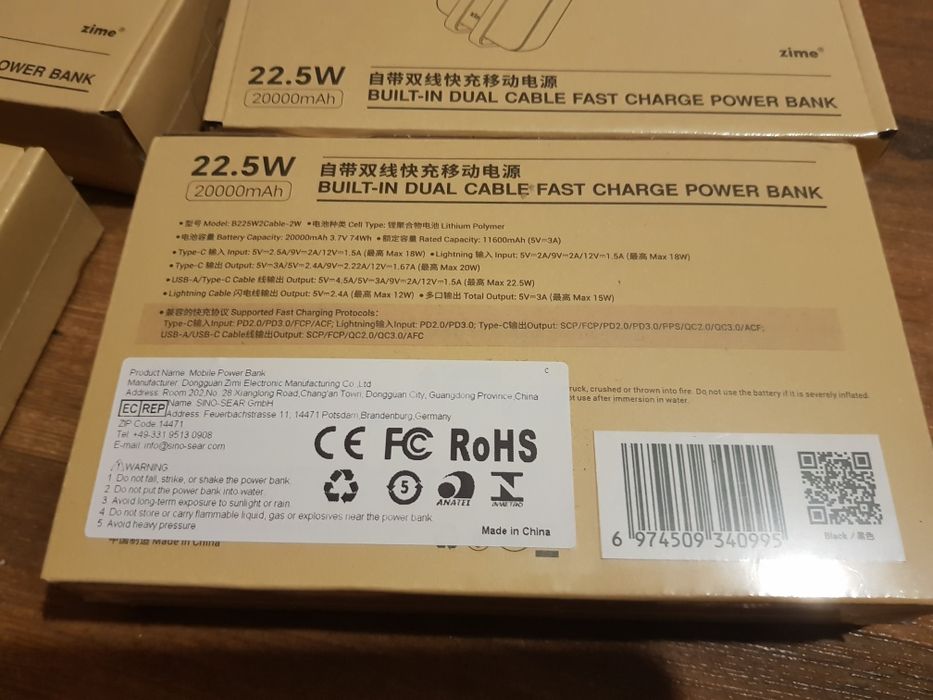 zime®
OWER BANK
zime®
22.5W
20000mAh
自带双线快充移动电源
BUILT-IN DUAL CABLE FAST CHARGE POWER BANK
22.5W
20000mAh
自带双线快充移动电源
BUILT-IN DUAL CABLE FAST CHARGE POWER BANK
• 型号 Model: B225W2Cable-2W • 电池种类 Cell Type: 锂聚合物电池 Lithium Polymer
• 电池容量 Battery Capacity: 20000mAh 3.7V 74Wh • 额定容量 Rated Capacity: 11600mAh (5V⎓3A)
• Type-C 输入 Input: 5V⎓2.5A/9V⎓2A/12V⎓1.5A (最高 Max 18W) • Lightning 输入 Input: 5V⎓2A/9V⎓2A/12V⎓1.5A (最高 Max 18W)
• Type-C 输出 Output: 5V⎓3A/5V⎓2.4A/9V⎓2.22A/12V⎓1.67A (最高 Max 20W)
• USB-A/Type-C Cable 线输出 Output: 5V⎓4.5A/5V⎓3A/9V⎓2A/12V⎓1.5A (最高 Max 22.5W)
• Lightning Cable 闪电线输出 Output: 5V⎓2.4A (最高 Max 12W) • 多口输出 Total Output: 5V⎓3A (最高 Max 15W)
• 兼容的快充协议 Supported Fast Charging Protocols:
Type-C输入Input: PD2.0/PD3.0/FCP/ACF; Lightning输入Input: PD2.0/PD3.0; Type-C输出Output: SCP/FCP/PD2.0/PD3.0/PPS/QC2.0/QC3.0/ACF;
USB-A/USB-C Cable线输出Output: SCP/FCP/QC2.0/QC3.0/AFC
ruck, crushed or thrown into fire. Do not use the battery if it is severely inflated.
t use after immersion in water.
Product Name: Mobile Power Bank
C
Manufacturer: Dongguan Zimi Electronic Manufacturing Co.,Ltd
Address: Room 202,No. 28 Xianglong Road,Chang'an Town, Dongguan City, Guangdong Province,China
EC REP Name: SINO-SEAR GmbH
Address: Feuerbachstrasse 11, 14471 Potsdam,Brandenburg,Germany
ZIP Code 14471
Tel: +49-331 9513 0908
E-mail: info@sino-sear.com
CE FC RoHS
5 ANATEL INMETRO
WARNING
1. Do not fall, strike, or shake the power bank.
2. Do not put the power bank into water.
3. Avoid long-term exposure to sunlight or rain.
4. Do not store or carry flammable liquid, gas or explosives near the power bank.
5. Avoid heavy pressure
Made in China
中国制造 Made in China
6 974509 340995
Black / 黑色